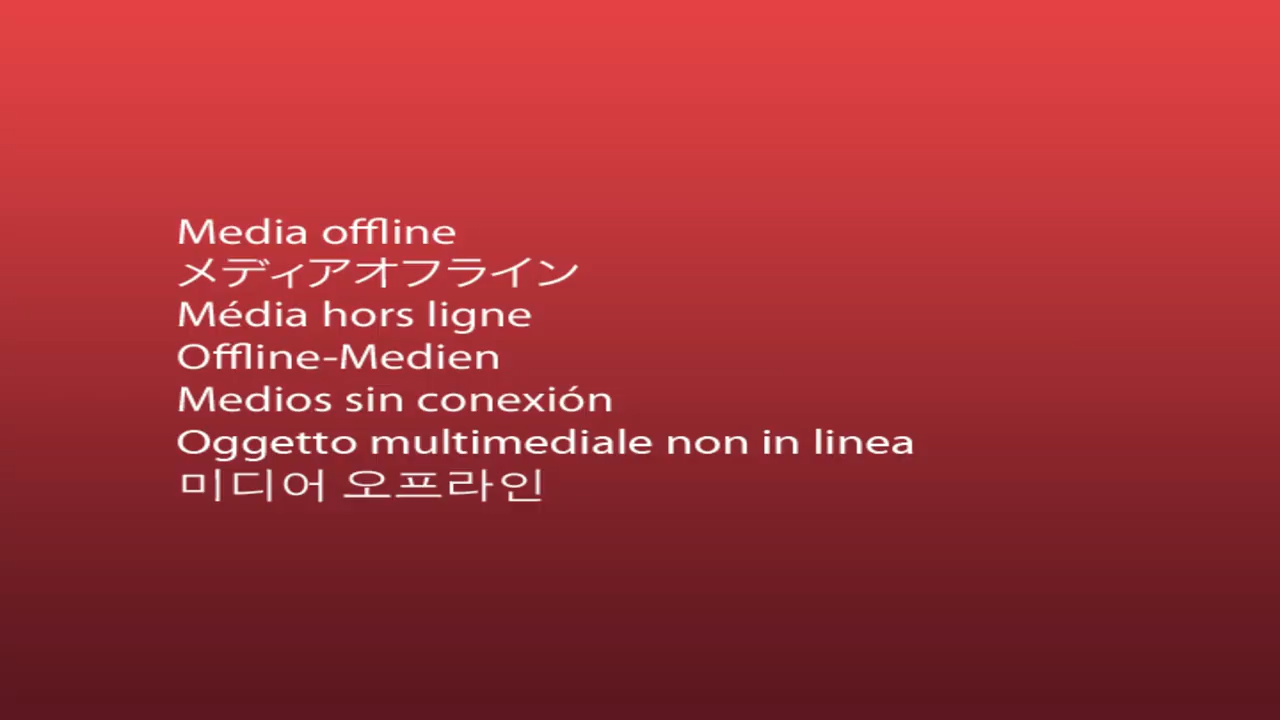 Media offline
メディアオフライン
Média hors ligne
Offline-Medien
Medios sin conexión
Oggetto multimediale non in linea
미디어 오프라인